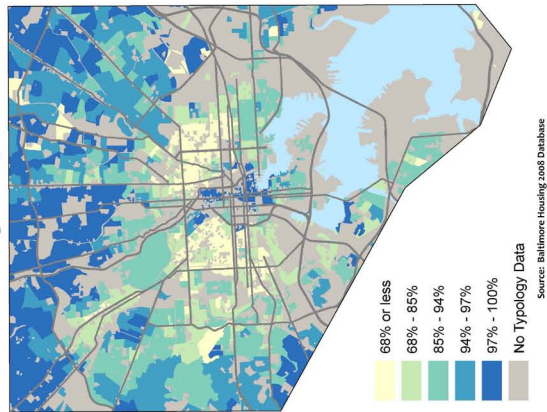 68% or less
68% - 85%
85% - 94%
94% - 97%
97% - 100%
No Typology Data
Source: Baltimore Housing 2008 Database